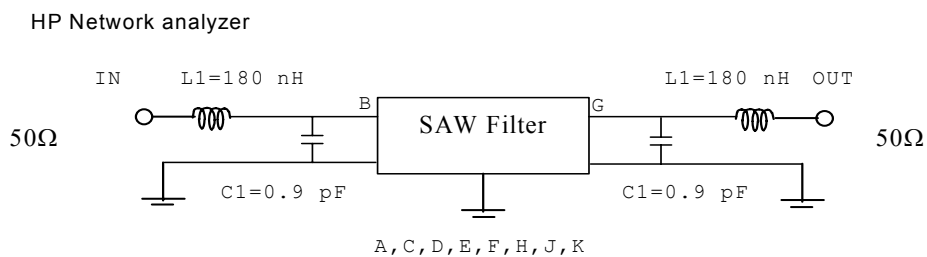 HP Network analyzer
IN L1=180 nH L1=180 nH OUT
B G
50Ω SAW Filter 50Ω
C1=0.9 pF C1=0.9 pF
A,C,D,E,F,H,J,K